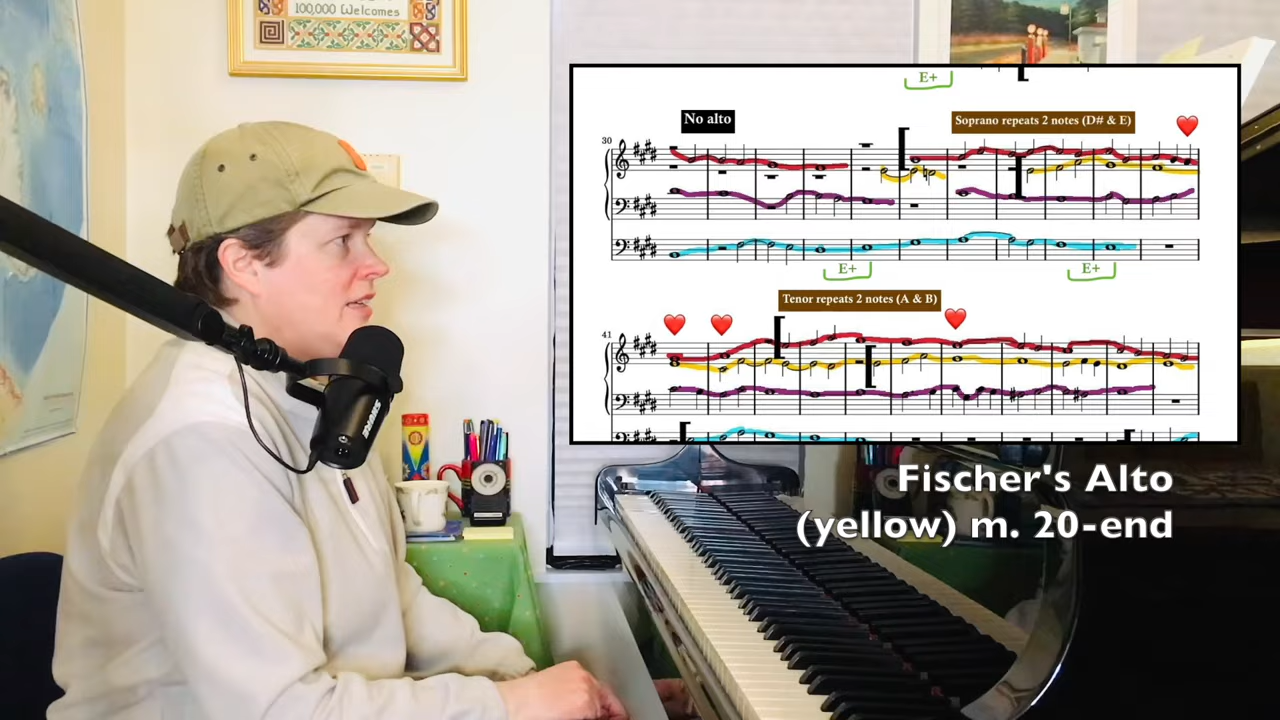 100,000 Welcomes
E+
No alto
Soprano repeats 2 notes (D# & E)
30
E+
E+
Tenor repeats 2 notes (A & B)
41
Fischer's Alto
(yellow) m. 20-end
SHURE